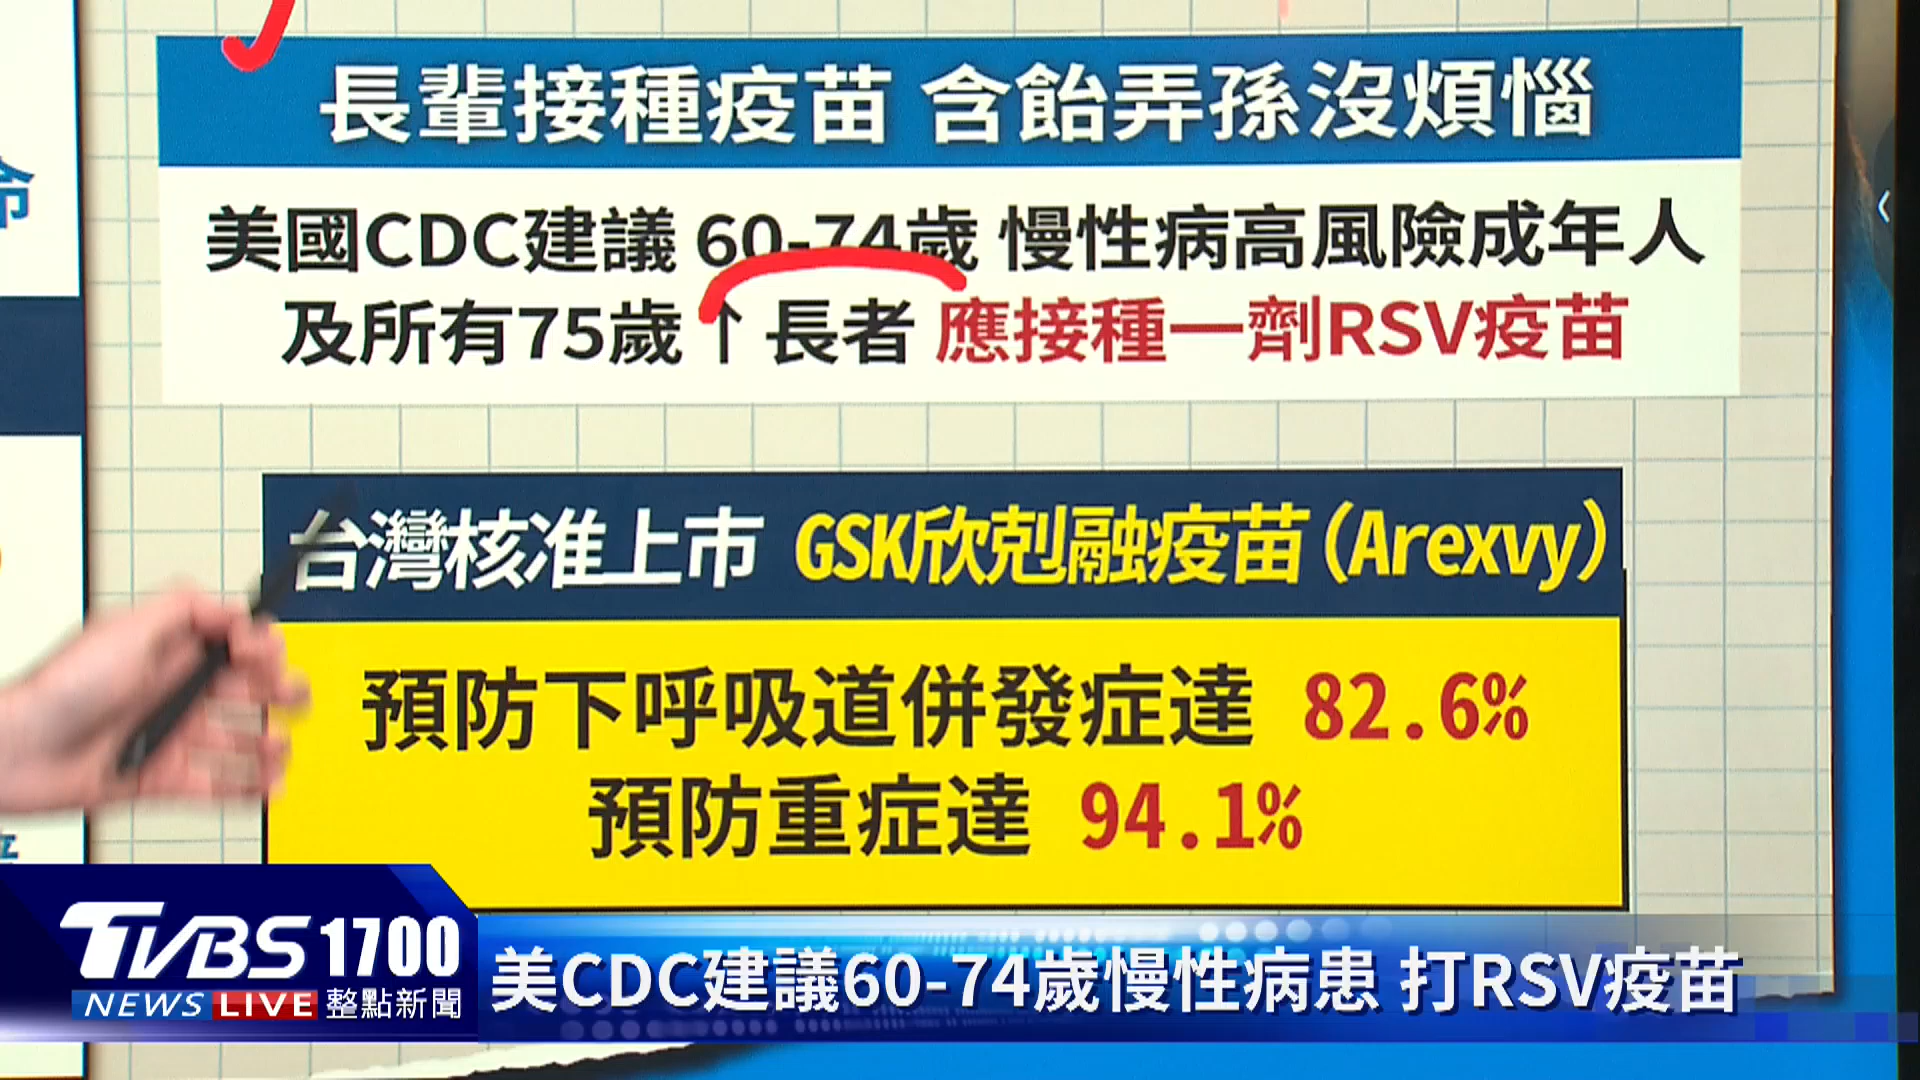 長輩接種疫苗 含飴弄孫沒煩惱
美國CDC建議 60-74歲 慢性病高風險成年人
及所有75歲↑長者 應接種一劑RSV疫苗
台灣核准上市 GSK欣剋融疫苗(Arexvy)
預防下呼吸道併發症達 82.6%
預防重症達 94.1%
TVBS 1700
NEWS LIVE 整點新聞
美CDC建議60-74歲慢性病患 打RSV疫苗